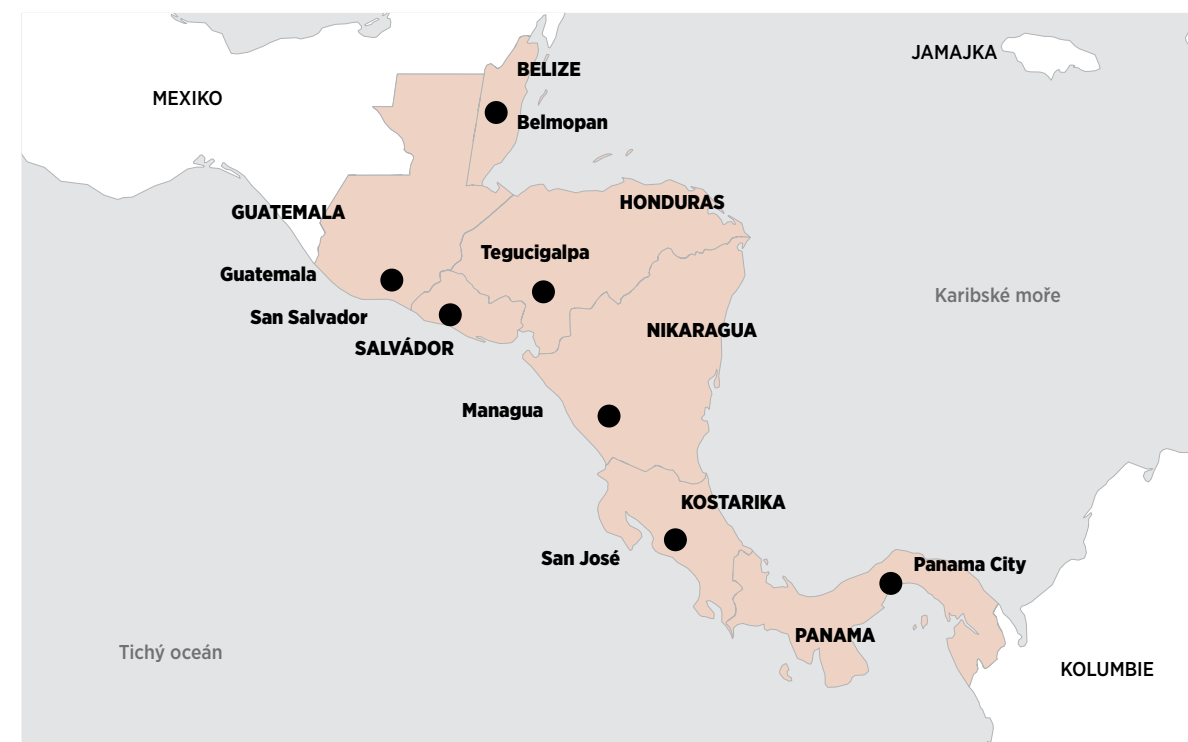 JAMAJKA
BELIZE
MEXIKO
Belmopan
HONDURAS
GUATEMALA
Tegucigalpa
Guatemala
Karibské moře
San Salvador
NIKARAGUA
SALVÁDOR
Managua
KOSTARIKA
San José
Panama City
PANAMA
Tichý oceán
KOLUMBIE